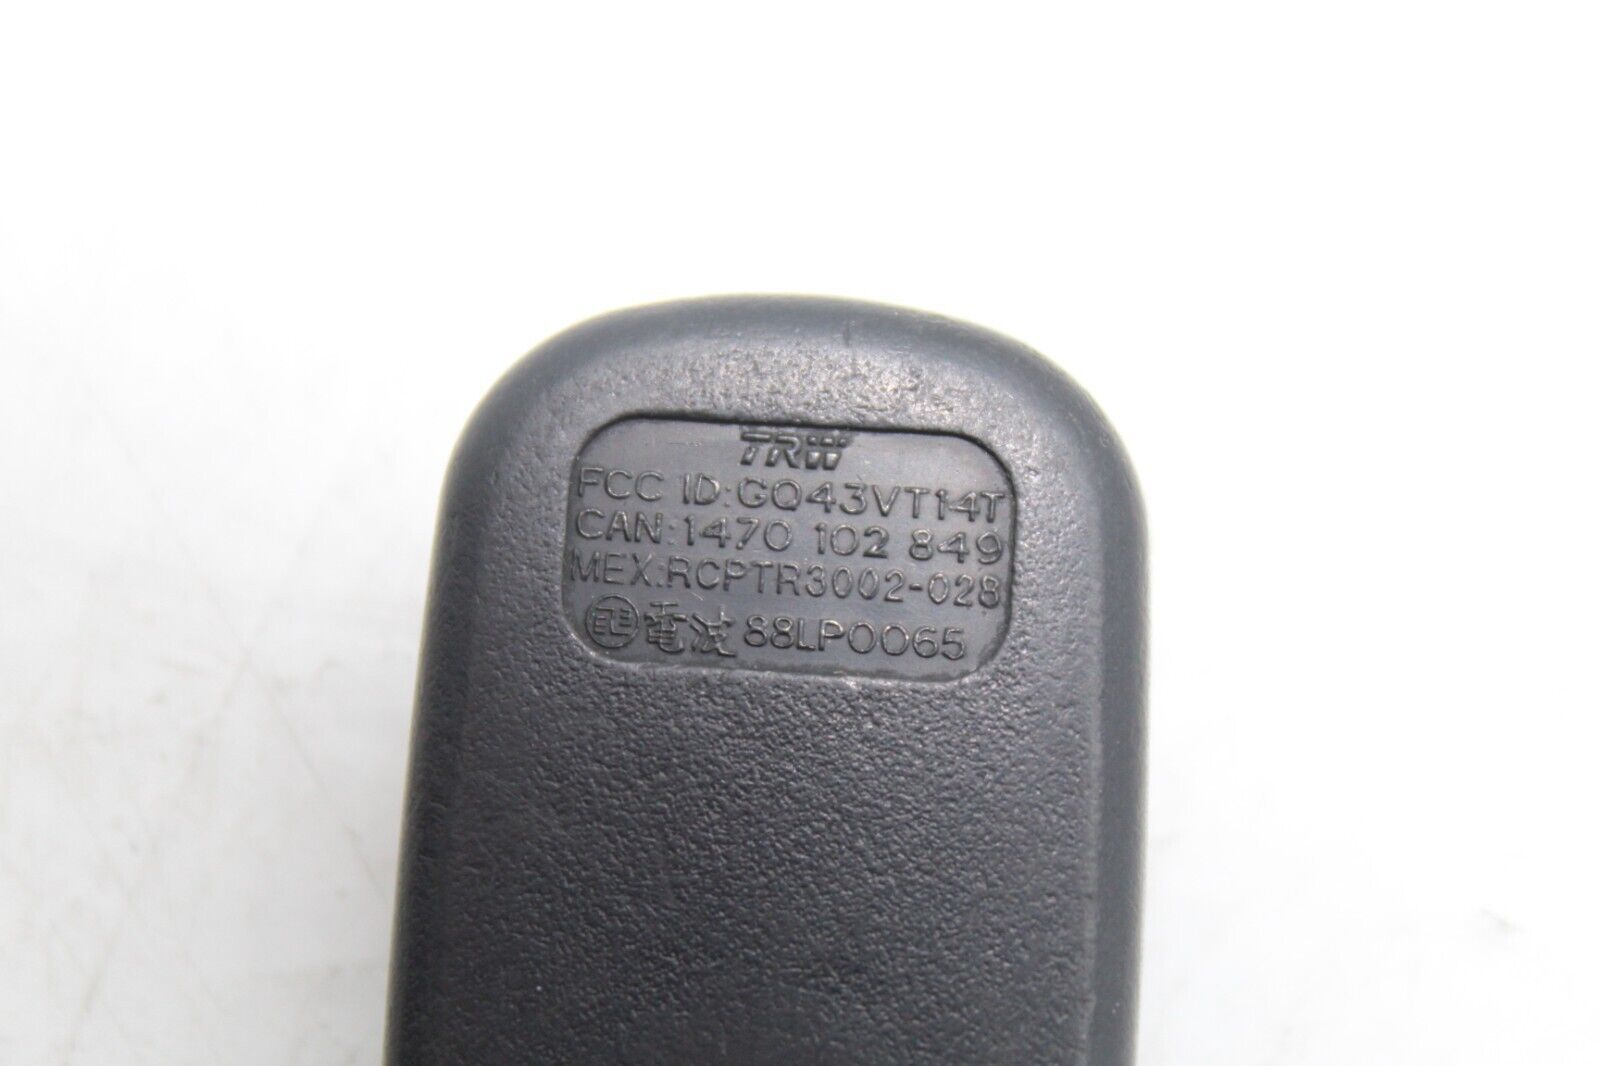 TRW
FCC ID:GQ43VT14T
CAN:1470 102 849
MEX:RCPTR3002-028
電波 88LP0065